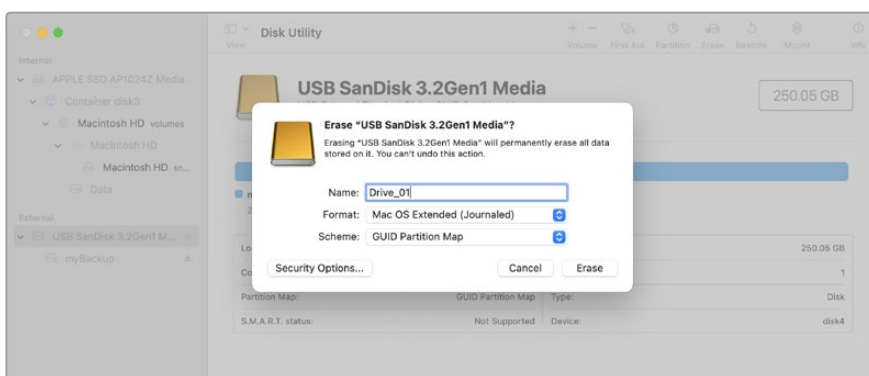 Disk Utility
View
Volume First Aid Partition Erase Restore Mount Info
Internal
APPLE SSD AP1024Z Media
Container disk3
Macintosh HD volumes
Macintosh HD
Macintosh HD sn...
Data
External
USB SanDisk 3.2Gen1 M...
myBackup
USB SanDisk 3.2Gen1 Media
250.05 GB
Erase “USB SanDisk 3.2Gen1 Media”?
Erasing “USB SanDisk 3.2Gen1 Media” will permanently erase all data
stored on it. You can’t undo this action.
Name: Drive_01
Format: Mac OS Extended (Journaled)
Scheme: GUID Partition Map
Security Options... Cancel Erase
250.05 GB
1
Partition Map: GUID Partition Map Type: Disk
S.M.A.R.T. status: Not Supported Device: disk4